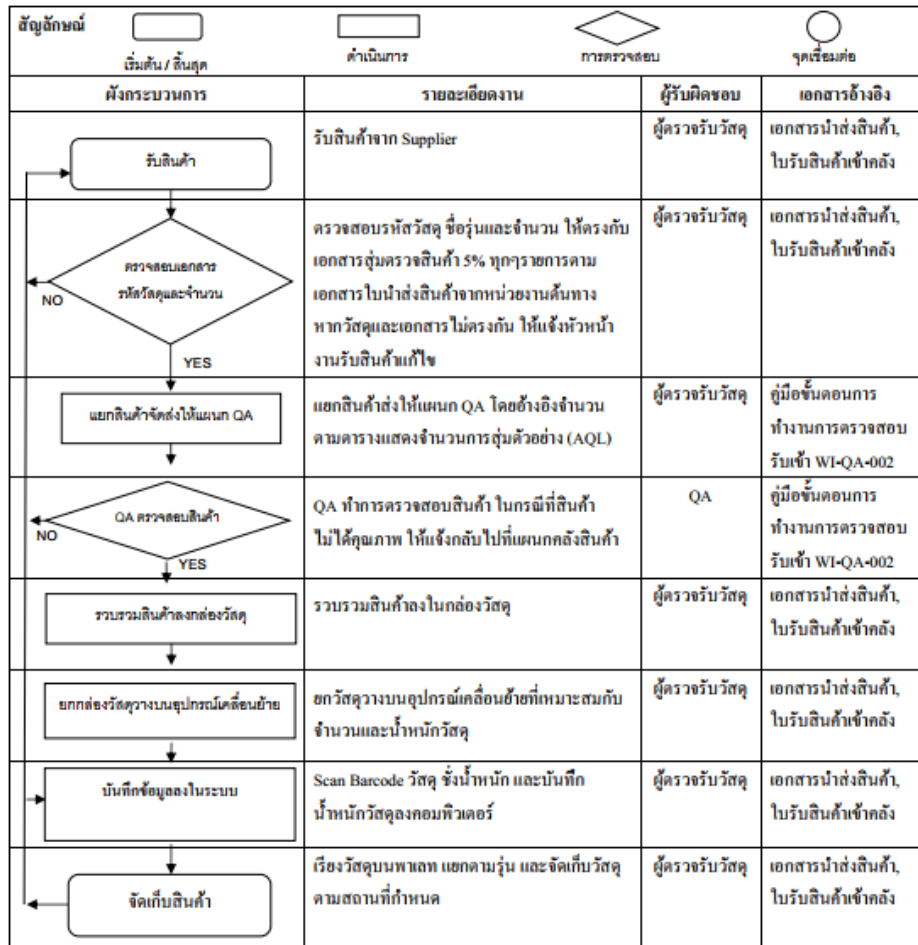 สัญลักษณ์
เริ่มต้น / สิ้นสุด
ดำเนินการ
การตรวจสอบ
จุดเชื่อมต่อ
ผังกระบวนการ
รายละเอียดงาน
ผู้รับผิดชอบ
เอกสารอ้างอิง
รับสินค้า
รับสินค้าจาก Supplier
ผู้ตรวจรับวัสดุ
เอกสารนำส่งสินค้า,
ใบรับสินค้าเข้าคลัง
ตรวจสอบเอกสาร
รหัสวัสดุและจำนวน
NO
YES
ตรวจสอบรหัสวัสดุ ชื่อรุ่นและจำนวน ให้ตรงกับ
เอกสารสุ่มตรวจสินค้า 5% ทุกๆรายการตาม
เอกสารใบนำส่งสินค้าจากหน่วยงานต้นทาง
หากวัสดุและเอกสารไม่ตรงกัน ให้แจ้งหัวหน้า
งานรับสินค้าแก้ไข
ผู้ตรวจรับวัสดุ
เอกสารนำส่งสินค้า,
ใบรับสินค้าเข้าคลัง
แยกสินค้าจัดส่งให้แผนก QA
แยกสินค้าส่งให้แผนก QA โดยอ้างอิงจำนวน
ตามตารางแสดงจำนวนการสุ่มตัวอย่าง (AQL)
ผู้ตรวจรับวัสดุ
คู่มือขั้นตอนการ
ทำงานการตรวจสอบ
รับเข้า WI-QA-002
QA ตรวจสอบสินค้า
NO
YES
QA ทำการตรวจสอบสินค้า ในกรณีที่สินค้า
ไม่ได้คุณภาพ ให้แจ้งกลับไปที่แผนกคลังสินค้า
QA
คู่มือขั้นตอนการ
ทำงานการตรวจสอบ
รับเข้า WI-QA-002
รวบรวมสินค้าลงกล่องวัสดุ
รวบรวมสินค้าลงในกล่องวัสดุ
ผู้ตรวจรับวัสดุ
เอกสารนำส่งสินค้า,
ใบรับสินค้าเข้าคลัง
ยกกล่องวัสดุวางบนอุปกรณ์เคลื่อนย้าย
ยกวัสดุวางบนอุปกรณ์เคลื่อนย้ายที่เหมาะสมกับ
จำนวนและน้ำหนักวัสดุ
ผู้ตรวจรับวัสดุ
เอกสารนำส่งสินค้า,
ใบรับสินค้าเข้าคลัง
บันทึกข้อมูลลงในระบบ
Scan Barcode วัสดุ ชั่งน้ำหนัก และบันทึก
น้ำหนักวัสดุลงคอมพิวเตอร์
ผู้ตรวจรับวัสดุ
เอกสารนำส่งสินค้า,
ใบรับสินค้าเข้าคลัง
จัดเก็บสินค้า
เรียงวัสดุบนพาเลท แยกตามรุ่น และจัดเก็บวัสดุ
ตามสถานที่กำหนด
ผู้ตรวจรับวัสดุ
เอกสารนำส่งสินค้า,
ใบรับสินค้าเข้าคลัง